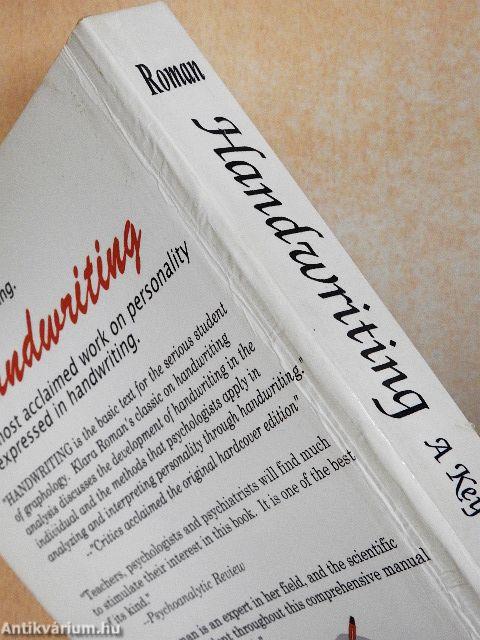 Roman
Handwriting
A Key
ng.
ndwriting
most acclaimed work on personality
expressed in handwriting.
"HANDWRITING is the basic text for the serious student
of graphology. Klara Roman's classic on handwriting
analysis discusses the development of handwriting in the
individual and the methods that psychologists apply in
analyzing and interpreting personality through handwriting."
--"Critics acclaimed the original hardcover edition"
"Teachers, psychologists and psychiatrists will find much
to stimulate their interest in this book. It is one of the best
its kind."
--Psychoanalytic Review
man is an expert in her field, and the scientific
ent throughout this comprehensive manual
Antikvárium.hu